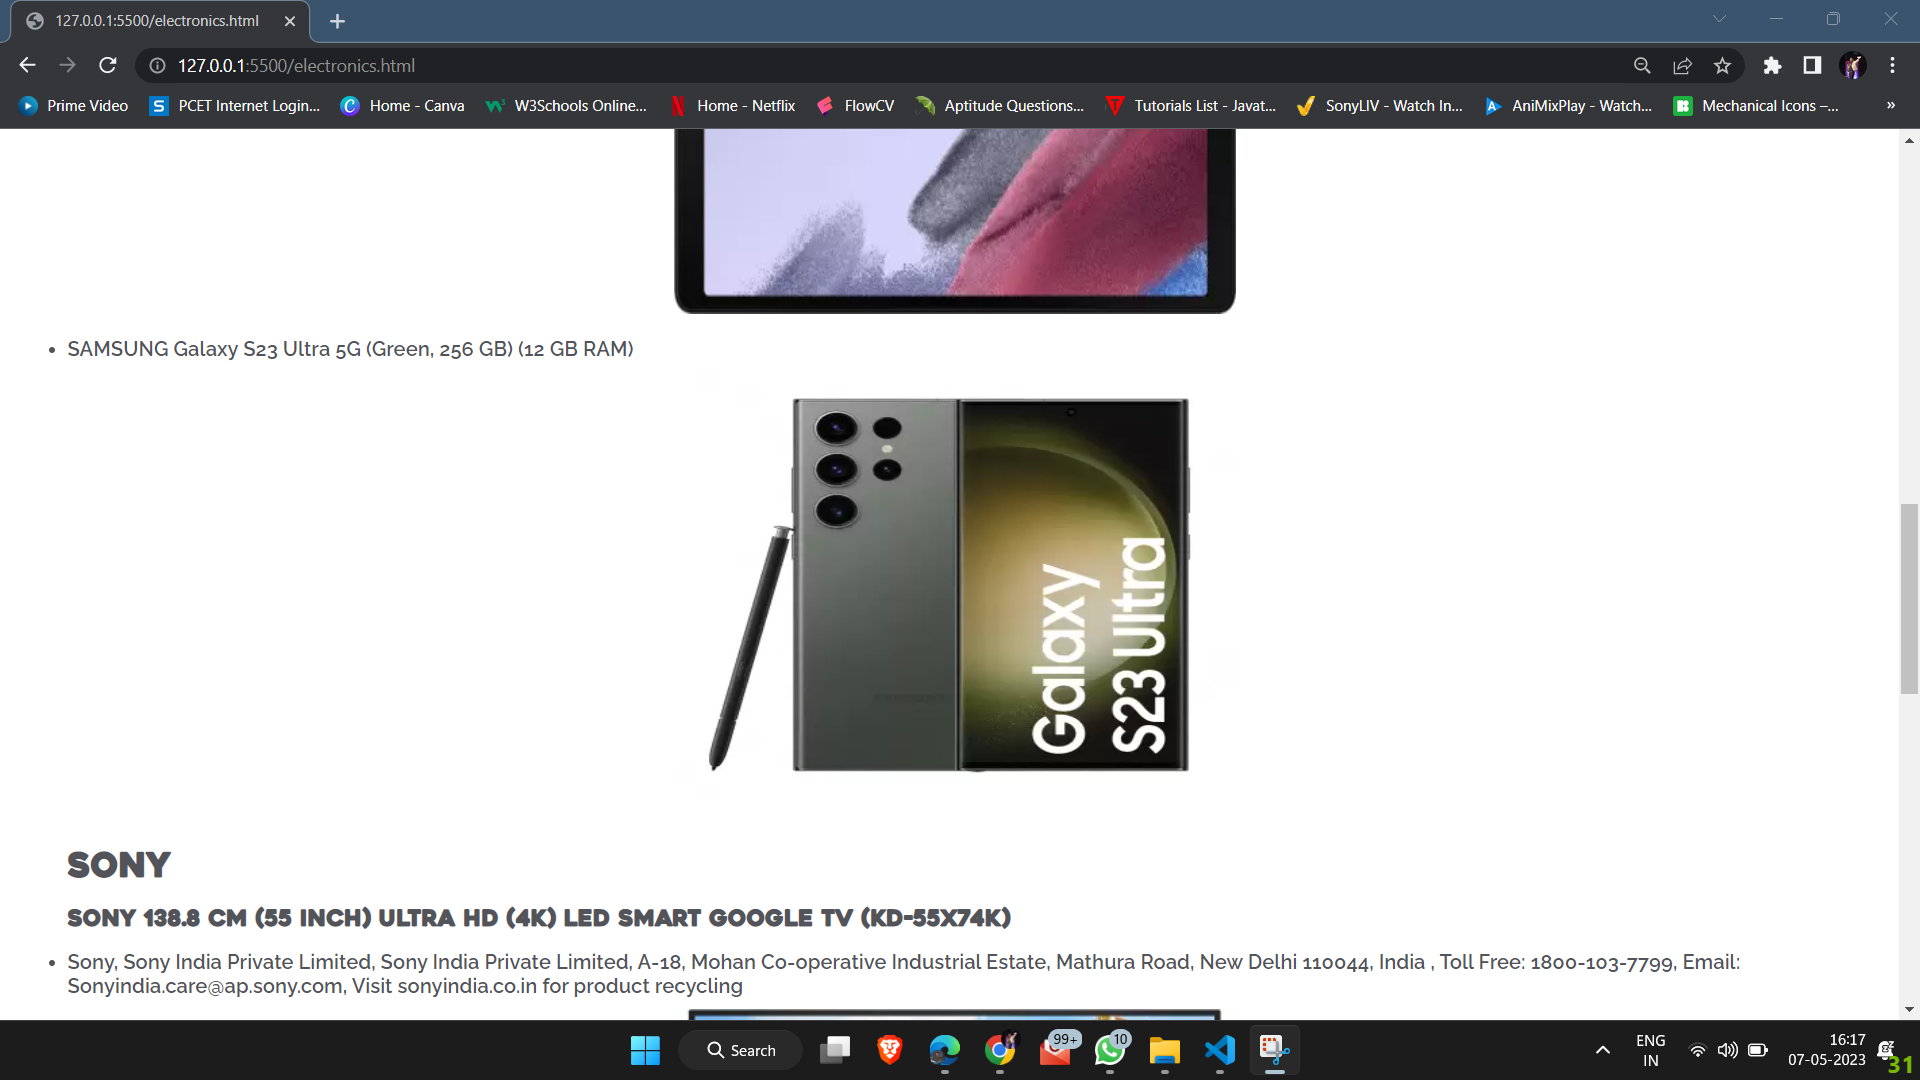 127.0.0.1:5500/electronics.html
127.0.0.1:5500/electronics.html
Prime Video
S PCET Internet Login...
C Home - Canva
W3Schools Online...
Home - Netflix
FlowCV
Aptitude Questions...
T Tutorials List - Javat...
SonyLIV - Watch In...
AniMixPlay - Watch...
Mechanical Icons –...
»
• SAMSUNG Galaxy S23 Ultra 5G (Green, 256 GB) (12 GB RAM)
Galaxy
S23 Ultra
SONY
SONY 138.8 CM (55 INCH) ULTRA HD (4K) LED SMART GOOGLE TV (KD-55X74K)
• Sony, Sony India Private Limited, Sony India Private Limited, A-18, Mohan Co-operative Industrial Estate, Mathura Road, New Delhi 110044, India , Toll Free: 1800-103-7799, Email:
Sonyindia.care@ap.sony.com, Visit sonyindia.co.in for product recycling
Search
99+
10
ENG
IN
16:17
07-05-2023
31